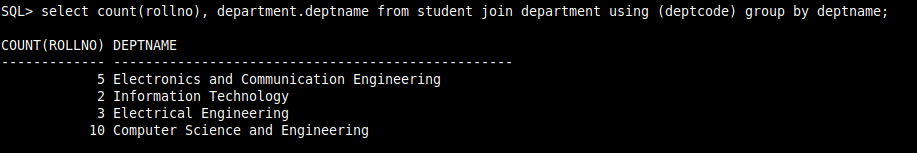 SQL> select count(rollno), department.deptname from student join department using (deptcode) group by deptname;
COUNT(ROLLNO) DEPTNAME
------------- --------------------------------------------------
5 Electronics and Communication Engineering
2 Information Technology
3 Electrical Engineering
10 Computer Science and Engineering